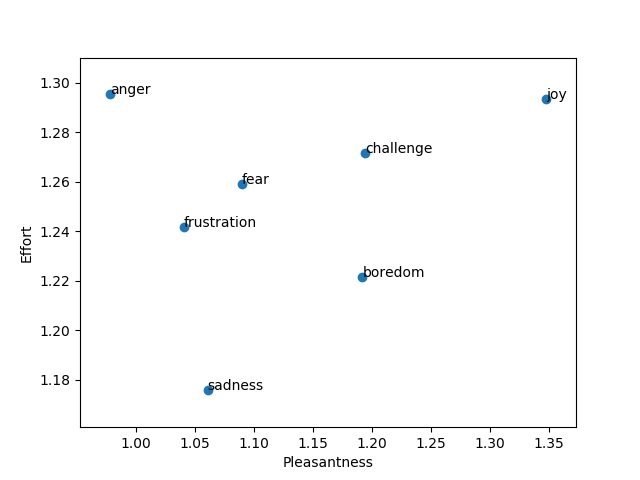 1.30
anger
joy
1.28
challenge
1.26
fear
1.24
frustration
Effort
1.22
boredom
1.20
1.18
sadness
1.00 1.05 1.10 1.15 1.20 1.25 1.30 1.35
Pleasantness